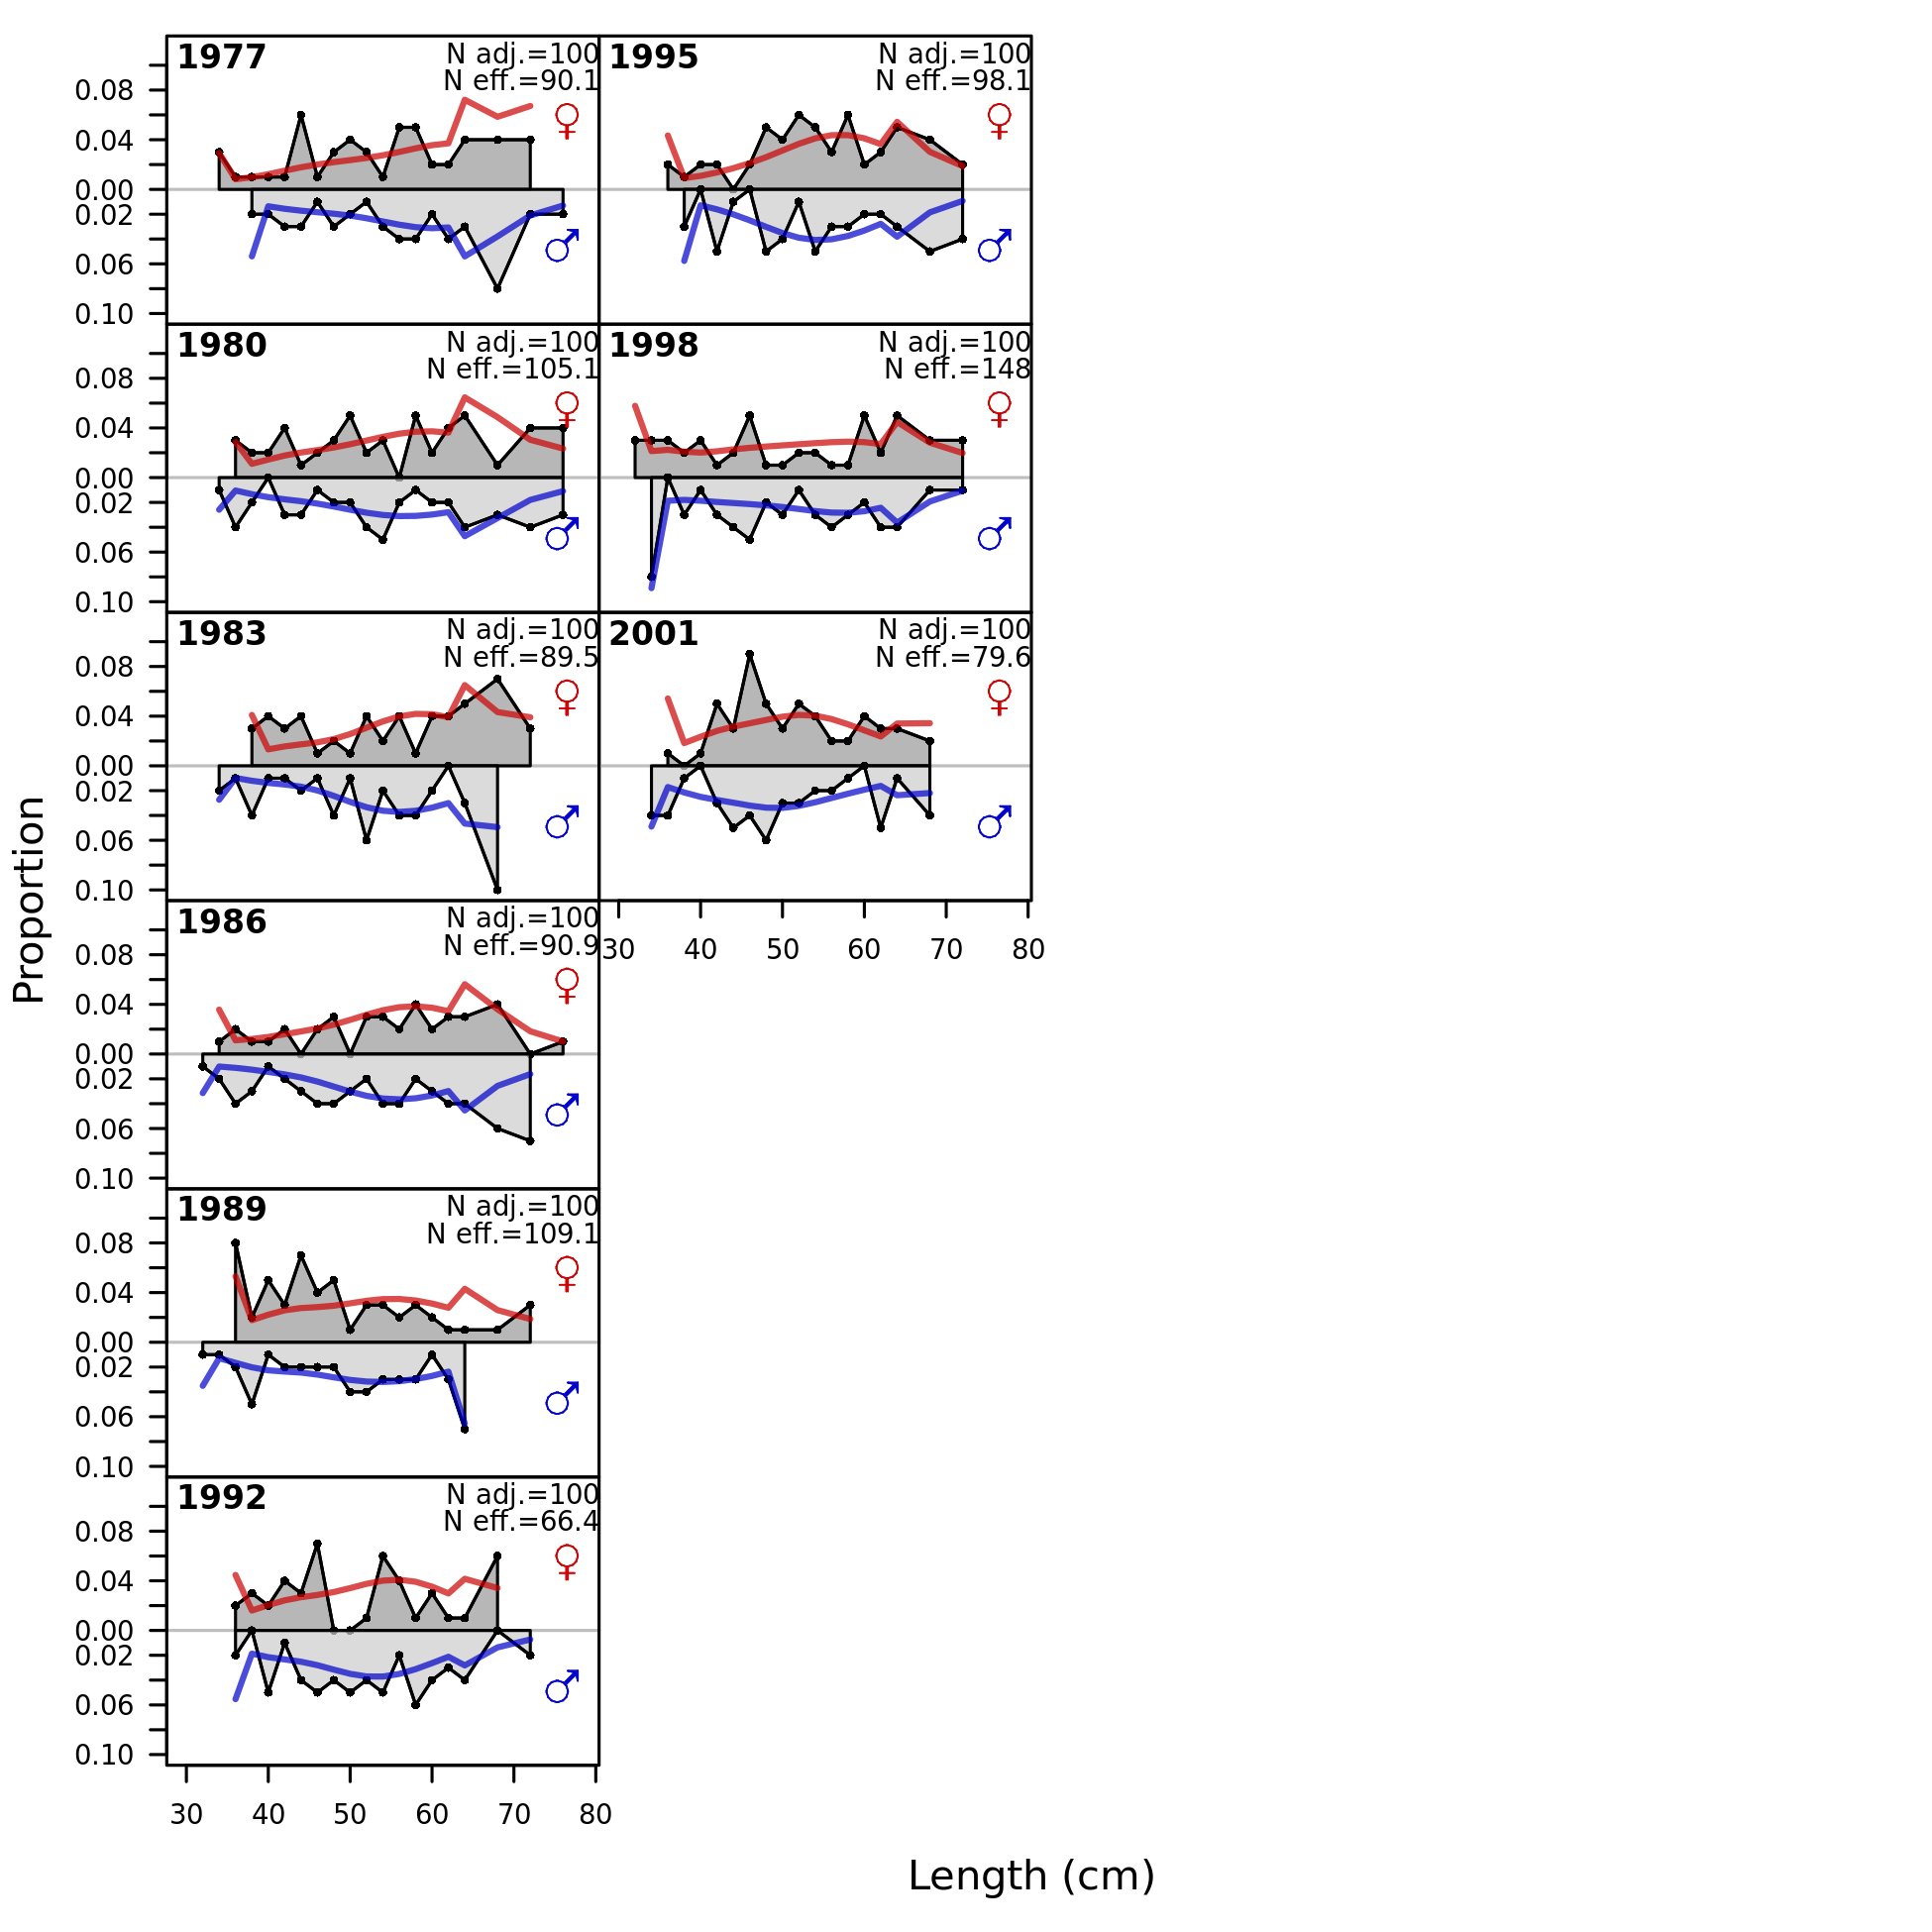 1977
N adj.=100
N eff.=90.1
♀
♂
0.08
0.04
0.00
0.02
0.06
0.10
1995
N adj.=100
N eff.=98.1
♀
♂
1980
N adj.=100
N eff.=105.1
♀
♂
0.08
0.04
0.00
0.02
0.06
0.10
1998
N adj.=100
N eff.=148
♀
♂
1983
N adj.=100
N eff.=89.5
♀
♂
0.08
0.04
0.00
0.02
0.06
0.10
2001
N adj.=100
N eff.=79.6
♀
♂
30 40 50 60 70 80
1986
N adj.=100
N eff.=90.9
♀
♂
0.08
0.04
0.00
0.02
0.06
0.10
1989
N adj.=100
N eff.=109.1
♀
♂
0.08
0.04
0.00
0.02
0.06
0.10
1992
N adj.=100
N eff.=66.4
♀
♂
0.08
0.04
0.00
0.02
0.06
0.10
30 40 50 60 70 80
Proportion
Length (cm)